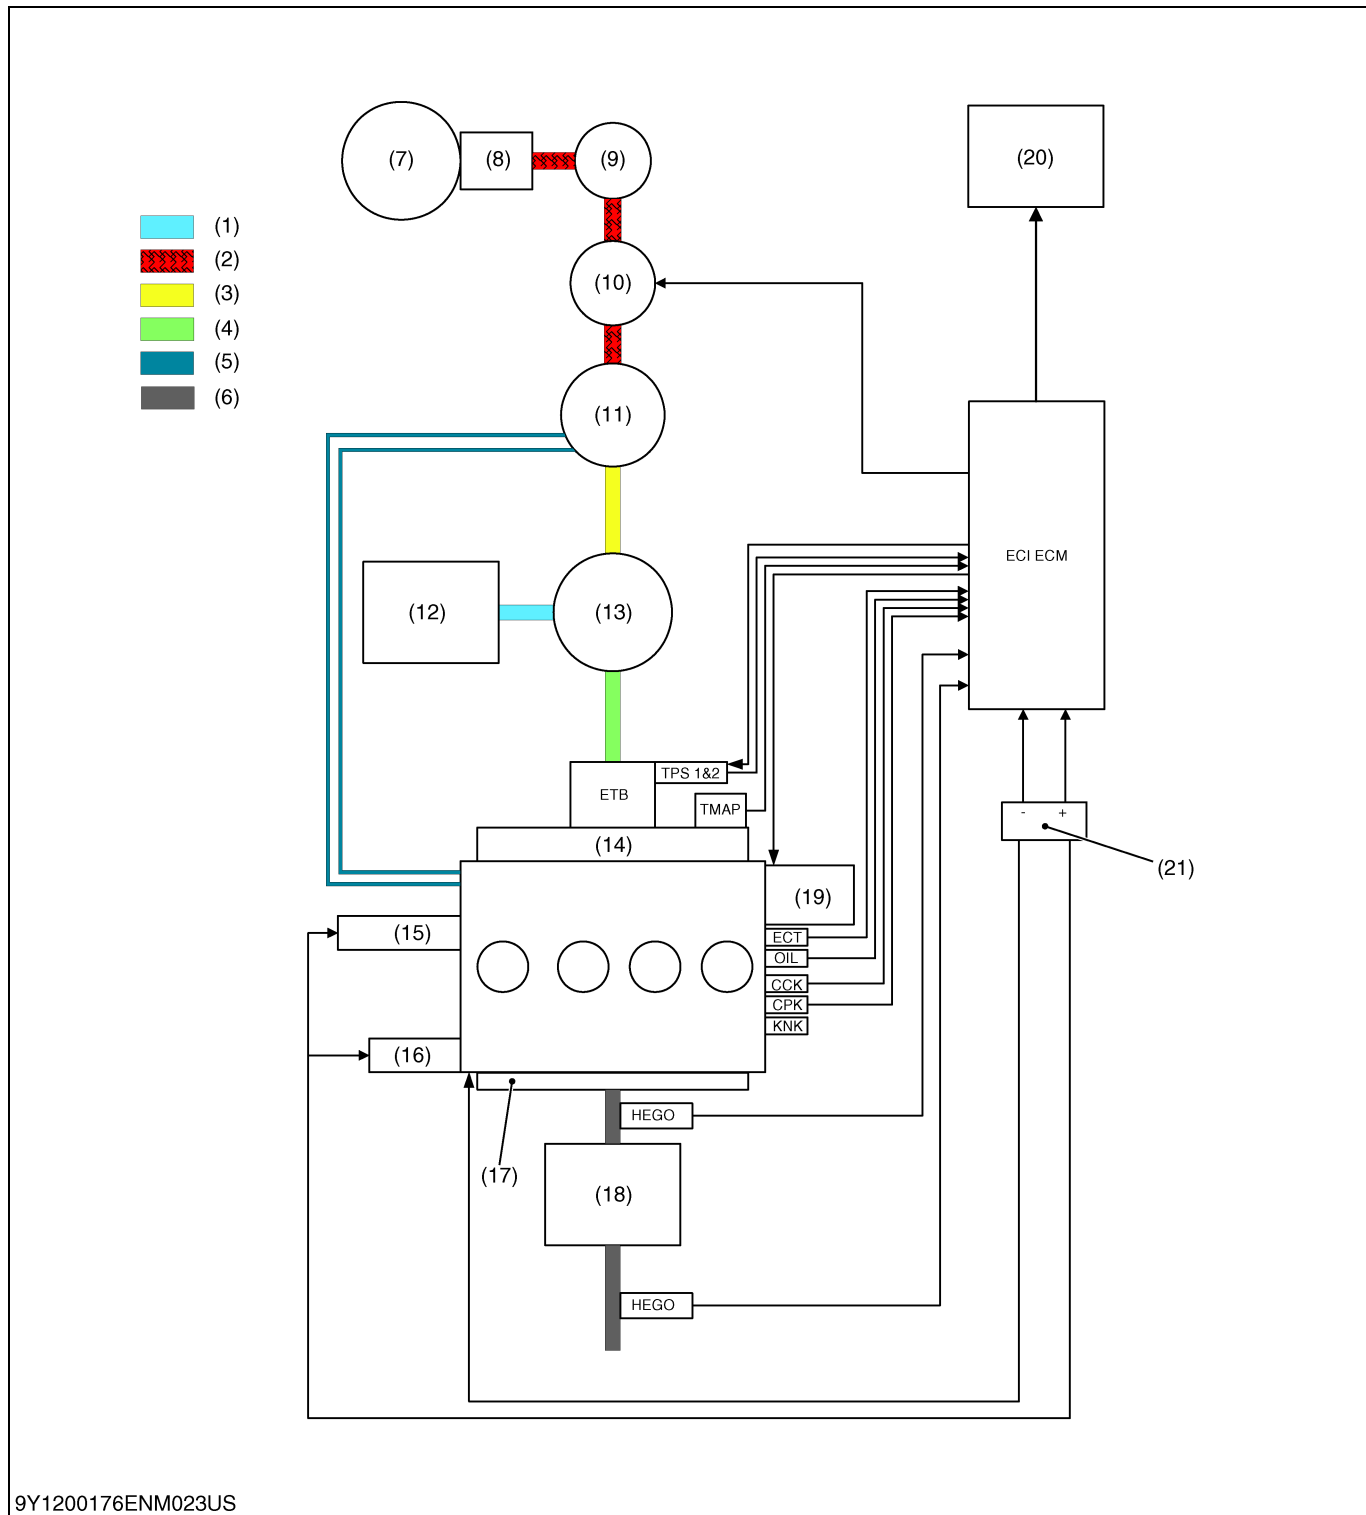 (7)
(8)
(9)
(20)
(1)
(2)
(3)
(4)
(5)
(6)
(10)
(11)
ECI ECM
(12)
(13)
TPS 1&2
ETB
TMAP
- +
(14)
(21)
(19)
(15)
ECT
OIL
CCK
CPK
KNK
(16)
HEGO
(17)
(18)
HEGO
9Y1200176ENM023US